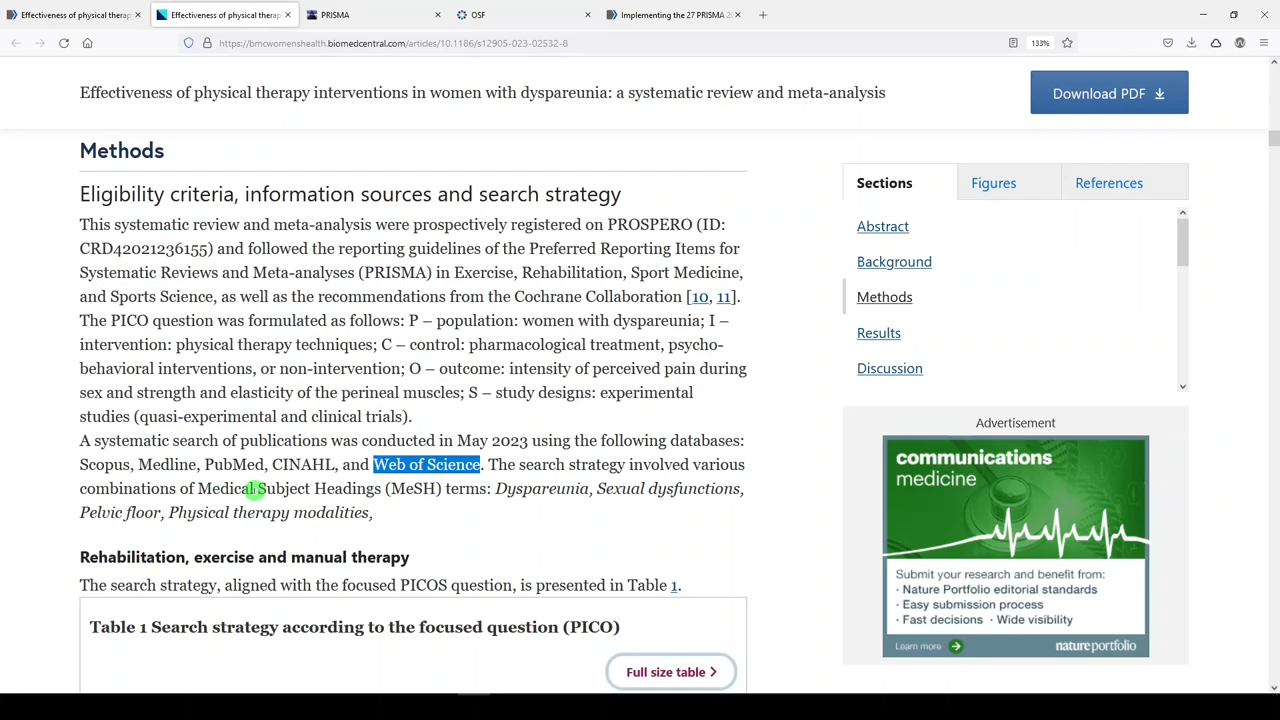 Effectiveness of physical therap
Effectiveness of physical therap
PRISMA
OSF
Implementing the 27 PRISMA 2
https://bmcwomenshealth.biomedcentral.com/articles/10.1186/s12905-023-02532-8
133%
Effectiveness of physical therapy interventions in women with dyspareunia: a systematic review and meta-analysis
Download PDF
Methods
Eligibility criteria, information sources and search strategy
This systematic review and meta-analysis were prospectively registered on PROSPERO (ID:
CRD42021236155) and followed the reporting guidelines of the Preferred Reporting Items for
Systematic Reviews and Meta-analyses (PRISMA) in Exercise, Rehabilitation, Sport Medicine,
and Sports Science, as well as the recommendations from the Cochrane Collaboration [10, 11].
The PICO question was formulated as follows: P – population: women with dyspareunia; I –
intervention: physical therapy techniques; C – control: pharmacological treatment, psycho-
behavioral interventions, or non-intervention; O – outcome: intensity of perceived pain during
sex and strength and elasticity of the perineal muscles; S – study designs: experimental
studies (quasi-experimental and clinical trials).
A systematic search of publications was conducted in May 2023 using the following databases:
Scopus, Medline, PubMed, CINAHL, and Web of Science. The search strategy involved various
combinations of Medical Subject Headings (MeSH) terms: Dyspareunia, Sexual dysfunctions,
Pelvic floor, Physical therapy modalities,
Rehabilitation, exercise and manual therapy
The search strategy, aligned with the focused PICOS question, is presented in Table 1.
Table 1 Search strategy according to the focused question (PICO)
Full size table
Sections
Figures
References
Abstract
Background
Methods
Results
Discussion
Advertisement
communications
medicine
Submit your research and benefit from:
· Nature Portfolio editorial standards
· Easy submission process
· Fast decisions · Wide visibility
Learn more
nature portfolio